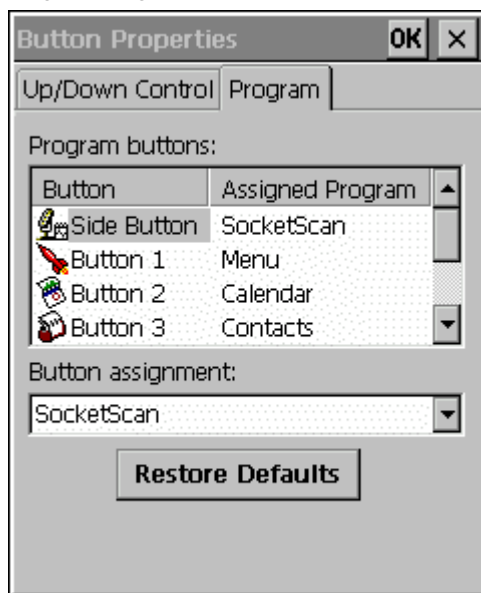 Button Properties OK ×
Up/Down Control Program
Program buttons:
Button Assigned Program
Side Button SocketScan
Button 1 Menu
Button 2 Calendar
Button 3 Contacts
Button assignment:
SocketScan
Restore Defaults